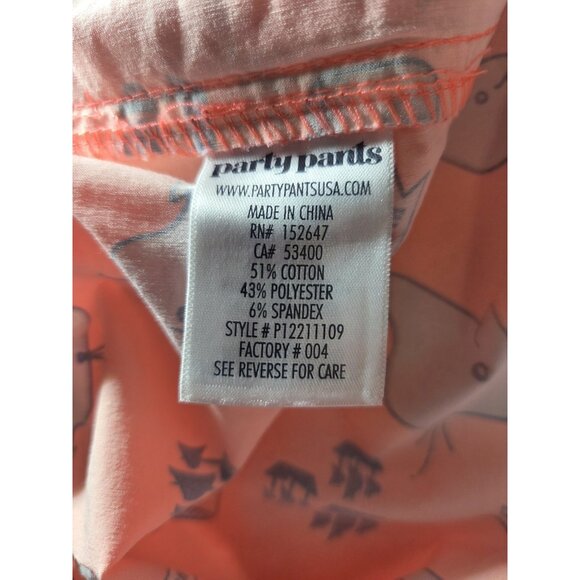 party pants
WWW.PARTYPANTSUSA.COM
MADE IN CHINA
RN# 152647
CA# 53400
51% COTTON
43% POLYESTER
6% SPANDEX
STYLE # P12211109
FACTORY # 004
SEE REVERSE FOR CARE